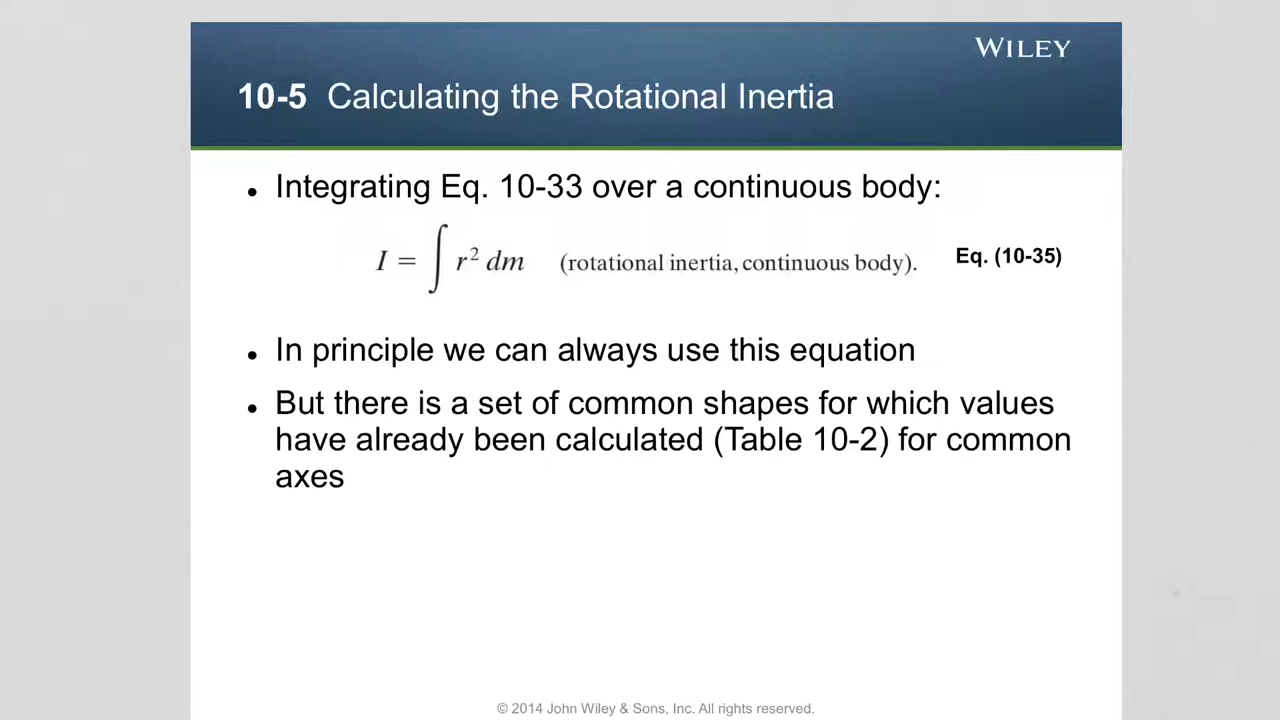 WILEY
10-5 Calculating the Rotational Inertia
• Integrating Eq. 10-33 over a continuous body:
I = ∫ r² dm (rotational inertia, continuous body). Eq. (10-35)
• In principle we can always use this equation
• But there is a set of common shapes for which values
have already been calculated (Table 10-2) for common
axes
© 2014 John Wiley & Sons, Inc. All rights reserved.